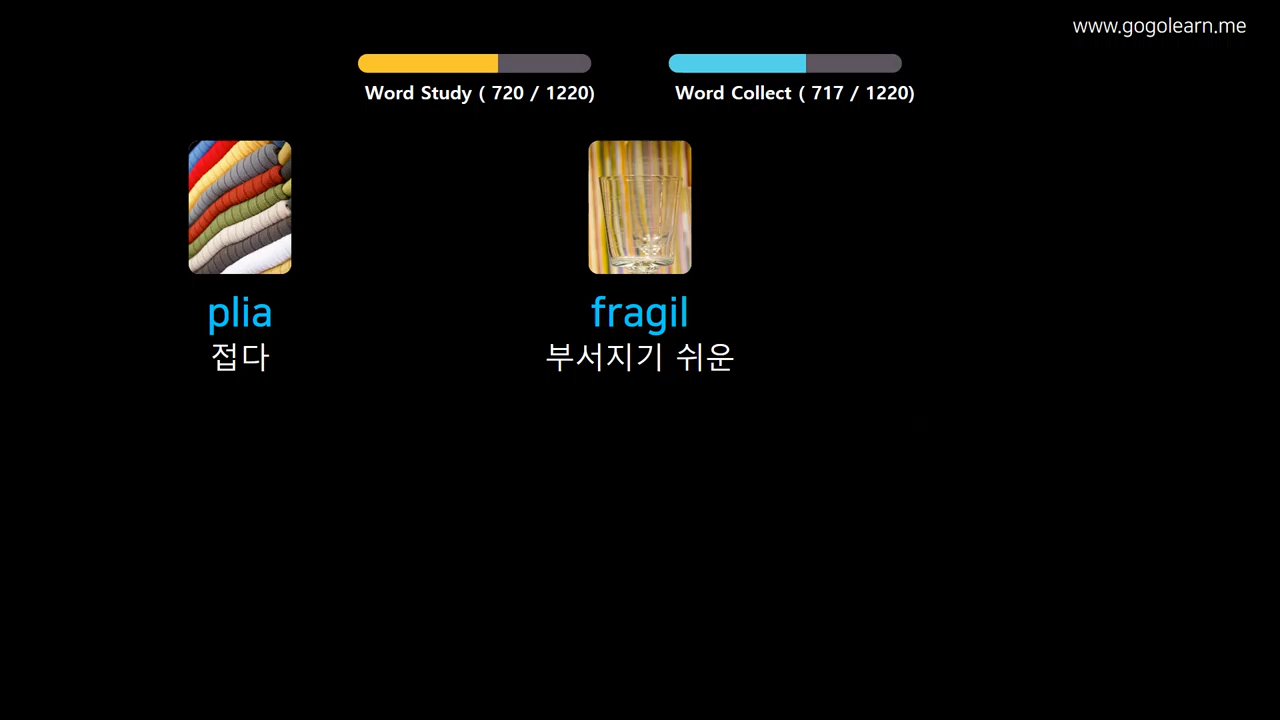 www.gogolearn.me
Word Study ( 720 / 1220)
Word Collect ( 717 / 1220)
plia
접다
fragil
부서지기 쉬운